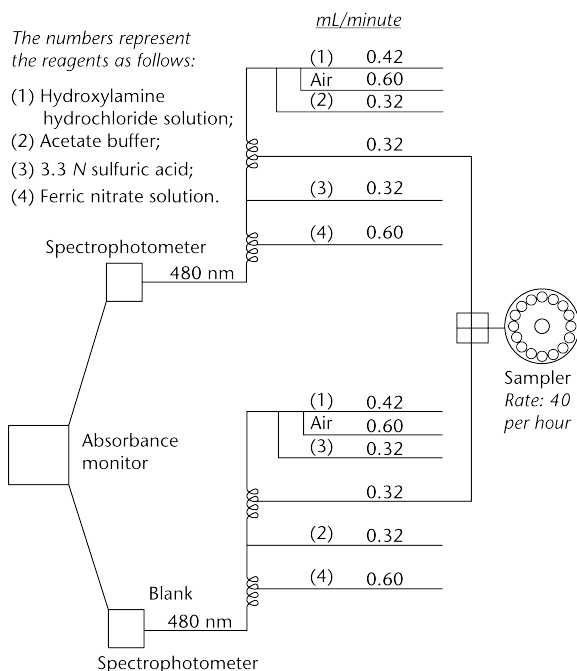 mL/minute
The numbers represent
the reagents as follows:
(1) Hydroxylamine
hydrochloride solution;
(2) Acetate buffer;
(3) 3.3 N sulfuric acid;
(4) Ferric nitrate solution.
(1) 0.42
Air 0.60
(2) 0.32
0.32
(3) 0.32
(4) 0.60
Spectrophotometer
480 nm
Sampler
Rate: 40
per hour
Absorbance
monitor
(1) 0.42
Air 0.60
(3) 0.32
0.32
(2) 0.32
(4) 0.60
Blank
480 nm
Spectrophotometer